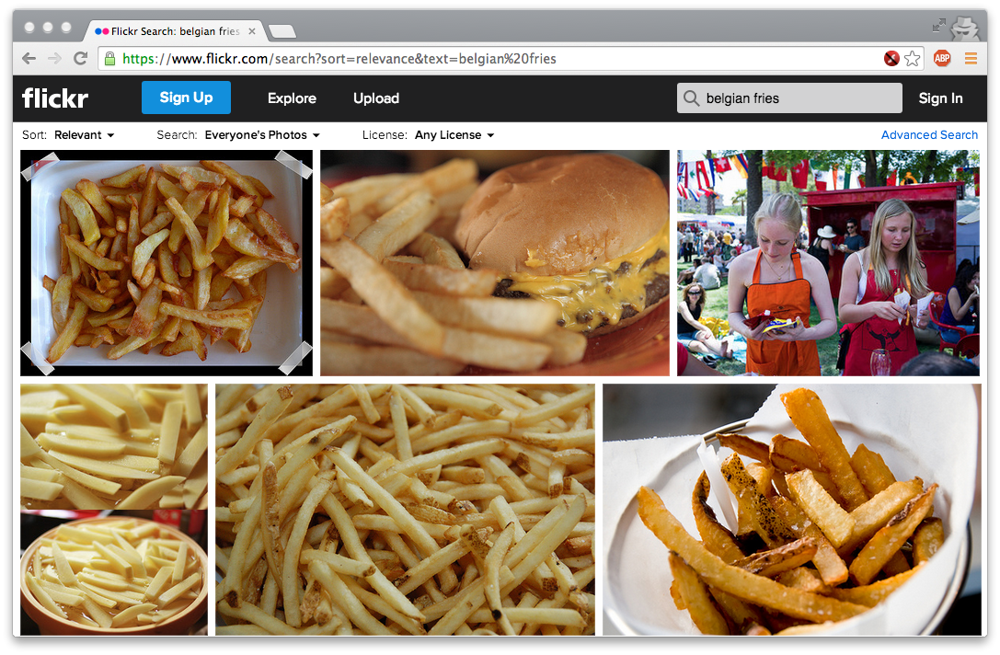 Flickr Search: belgian fries
https://www.flickr.com/search?sort=relevance&text=belgian%20fries
ABP
flickr
Sign Up
Explore
Upload
belgian fries
Sign In
Sort: Relevant
Search: Everyone's Photos
License: Any License
Advanced Search